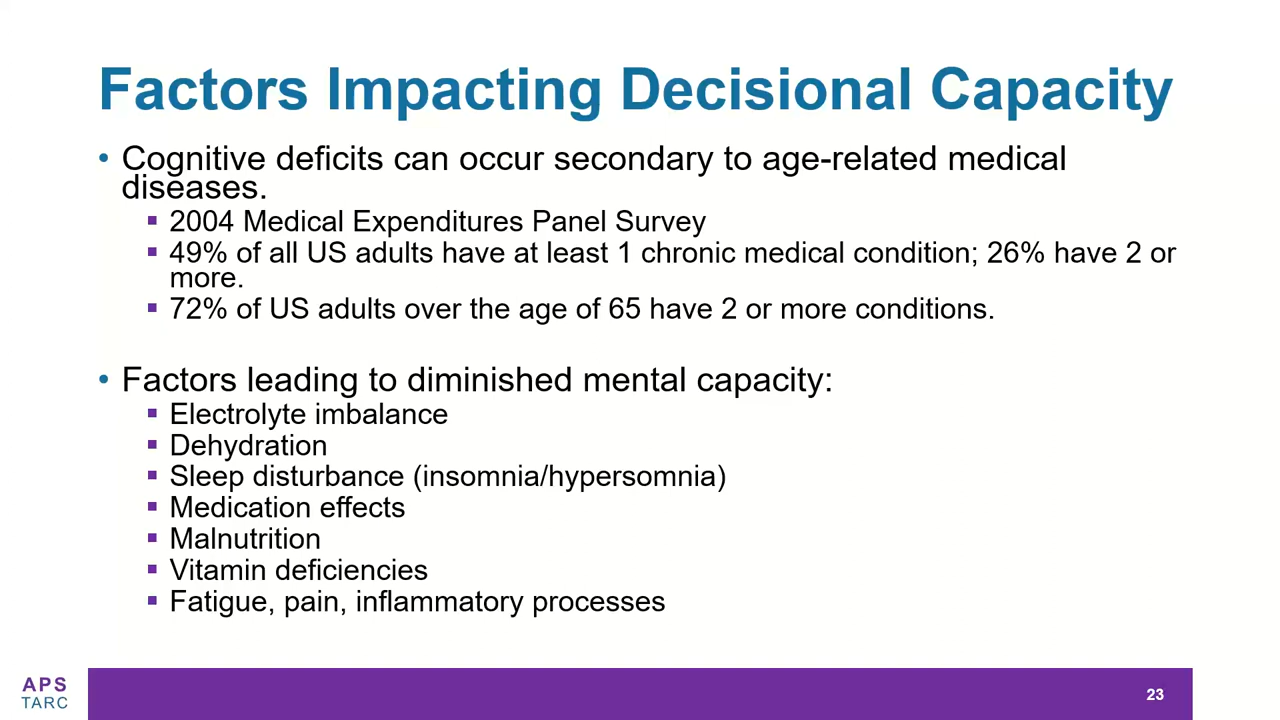 Factors Impacting Decisional Capacity
• Cognitive deficits can occur secondary to age-related medical
diseases.
▪ 2004 Medical Expenditures Panel Survey
▪ 49% of all US adults have at least 1 chronic medical condition; 26% have 2 or
more.
▪ 72% of US adults over the age of 65 have 2 or more conditions.
• Factors leading to diminished mental capacity:
▪ Electrolyte imbalance
▪ Dehydration
▪ Sleep disturbance (insomnia/hypersomnia)
▪ Medication effects
▪ Malnutrition
▪ Vitamin deficiencies
▪ Fatigue, pain, inflammatory processes
APS
TARC
23